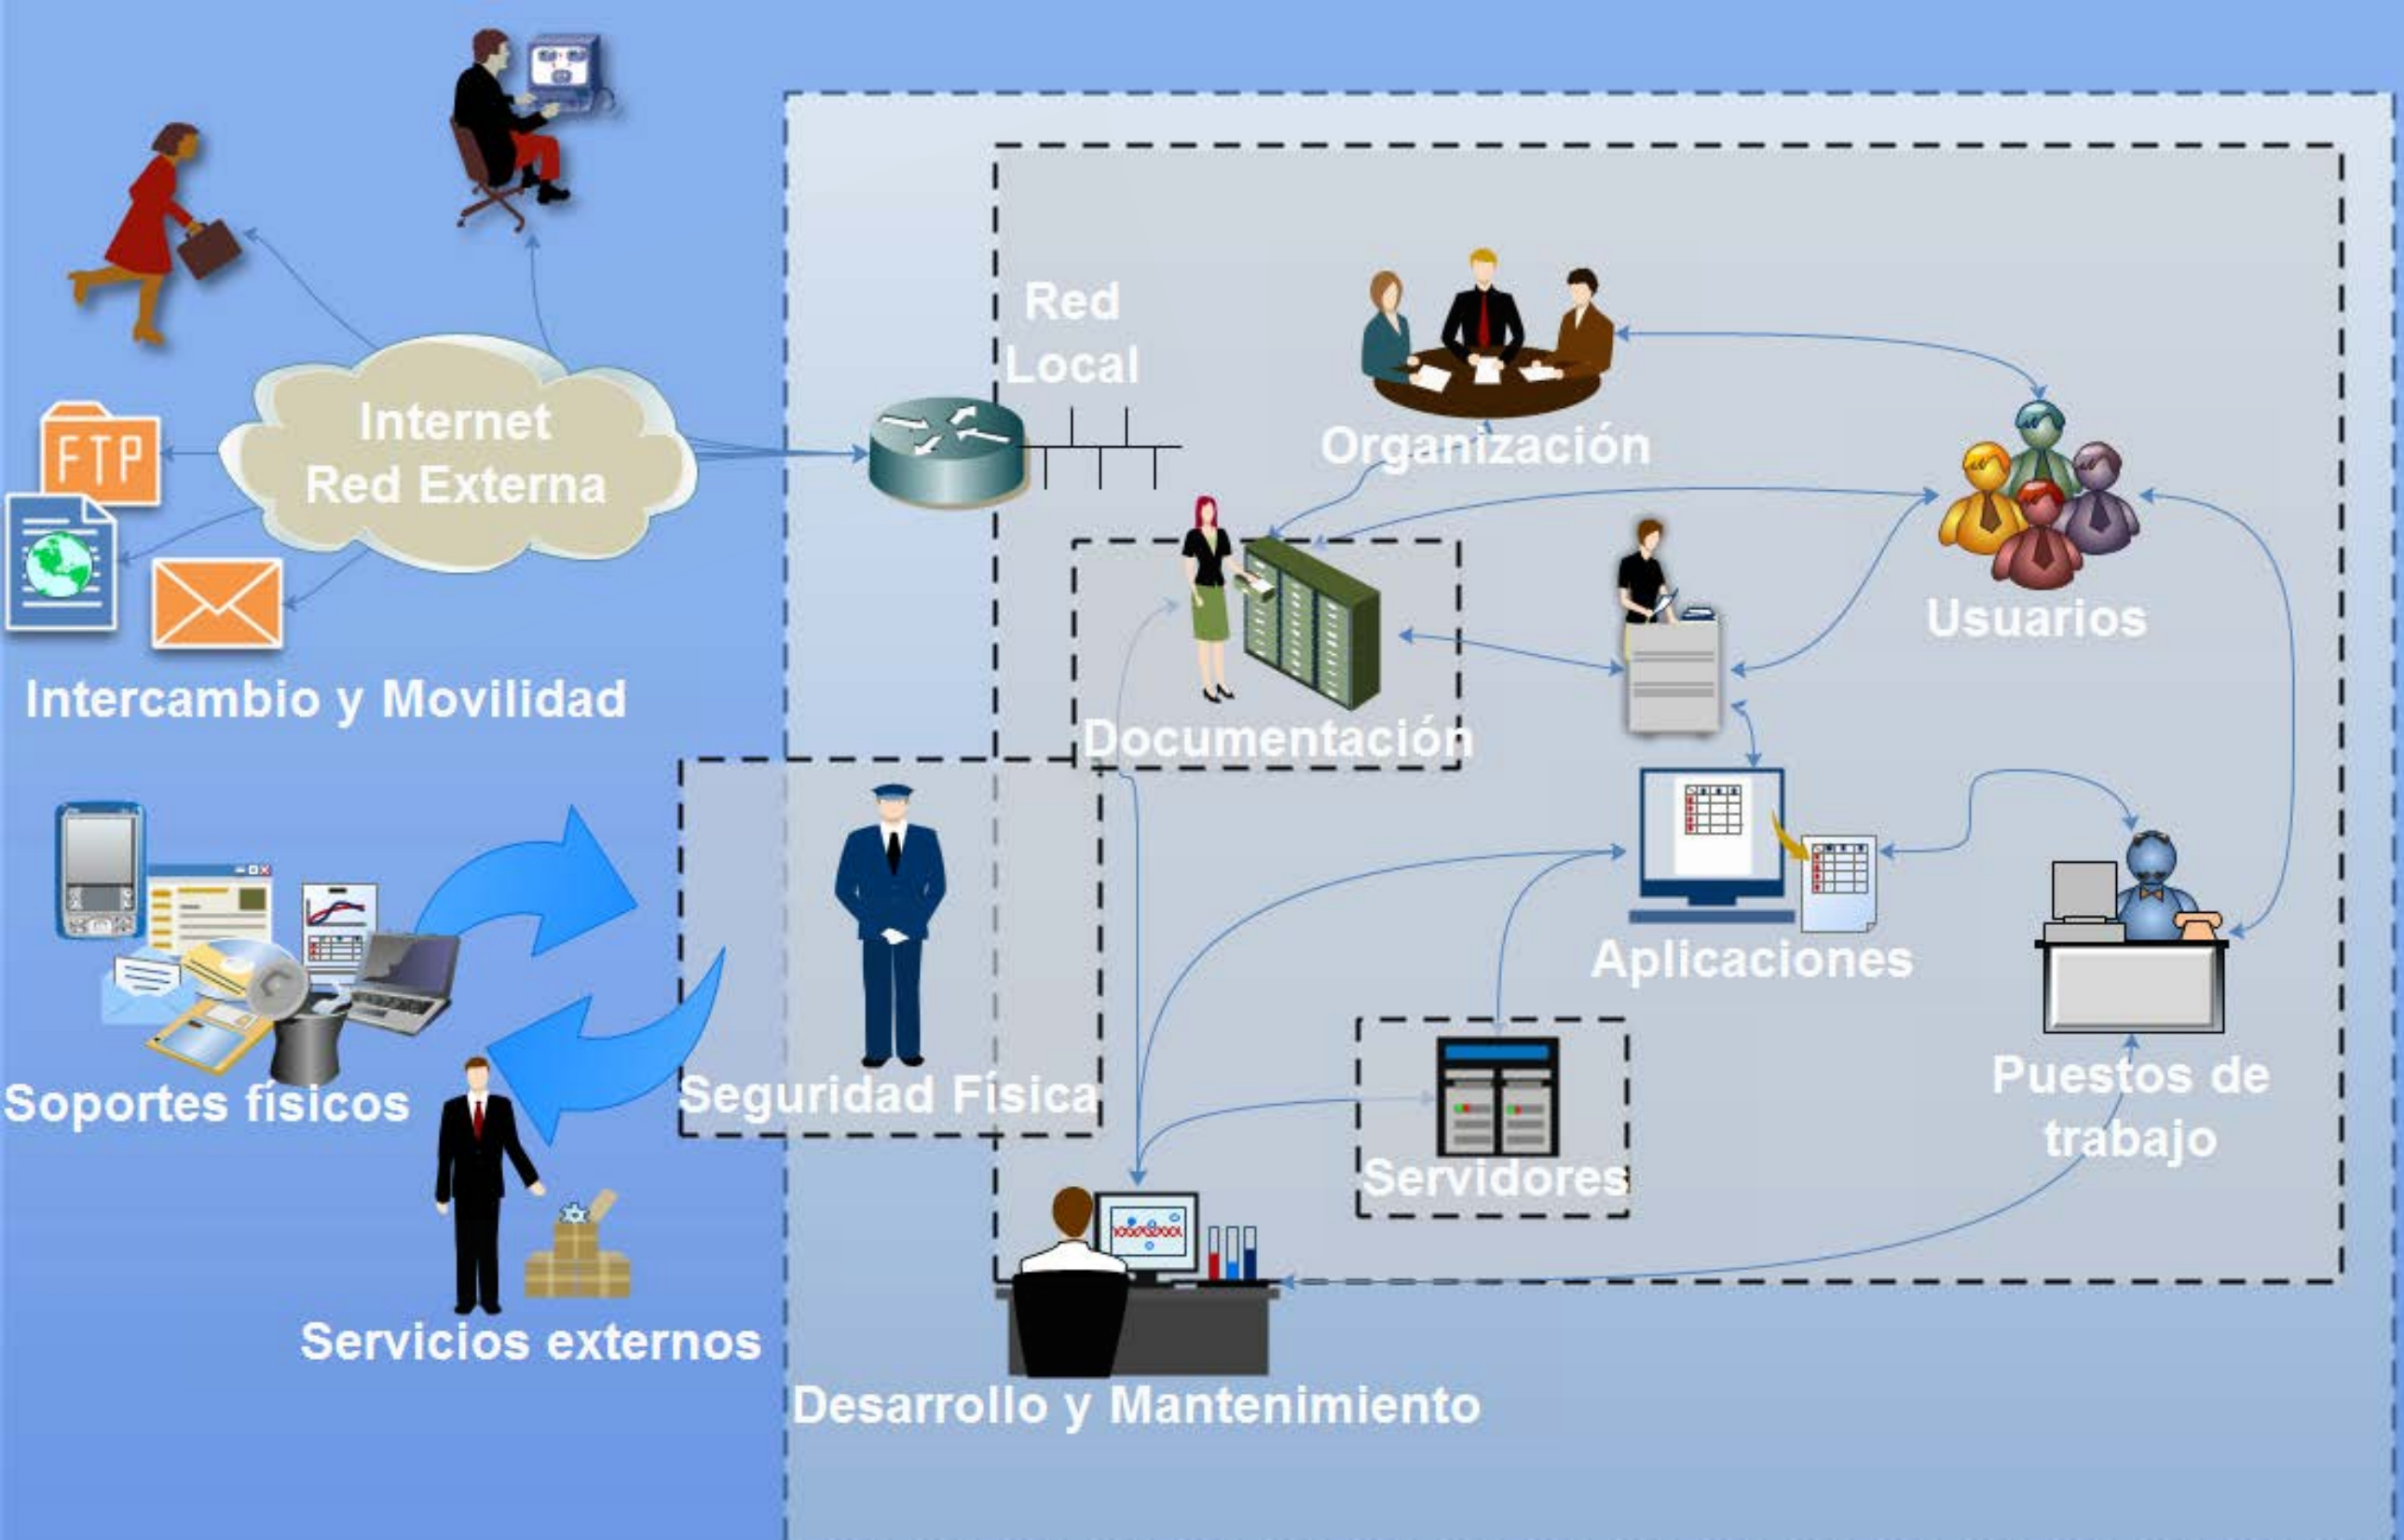 Red
Local
Internet
Red Externa
FTP
Organización
Usuarios
Intercambio y Movilidad
Documentación
Aplicaciones
Soportes físicos
Seguridad Física
Puestos de
trabajo
Servidores
Servicios externos
Desarrollo y Mantenimiento